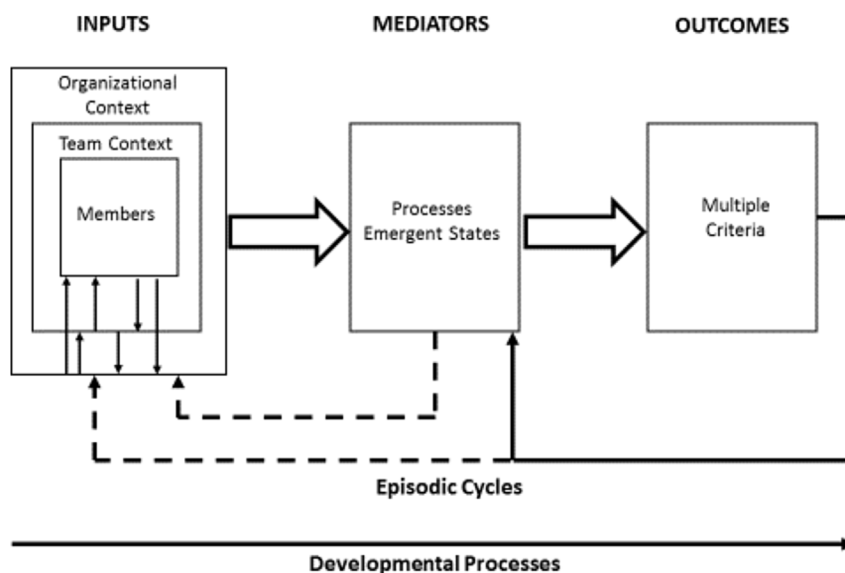 INPUTS
MEDIATORS
OUTCOMES
Organizational
Context
Team Context
Members
Processes
Emergent States
Multiple
Criteria
Episodic Cycles
Developmental Processes